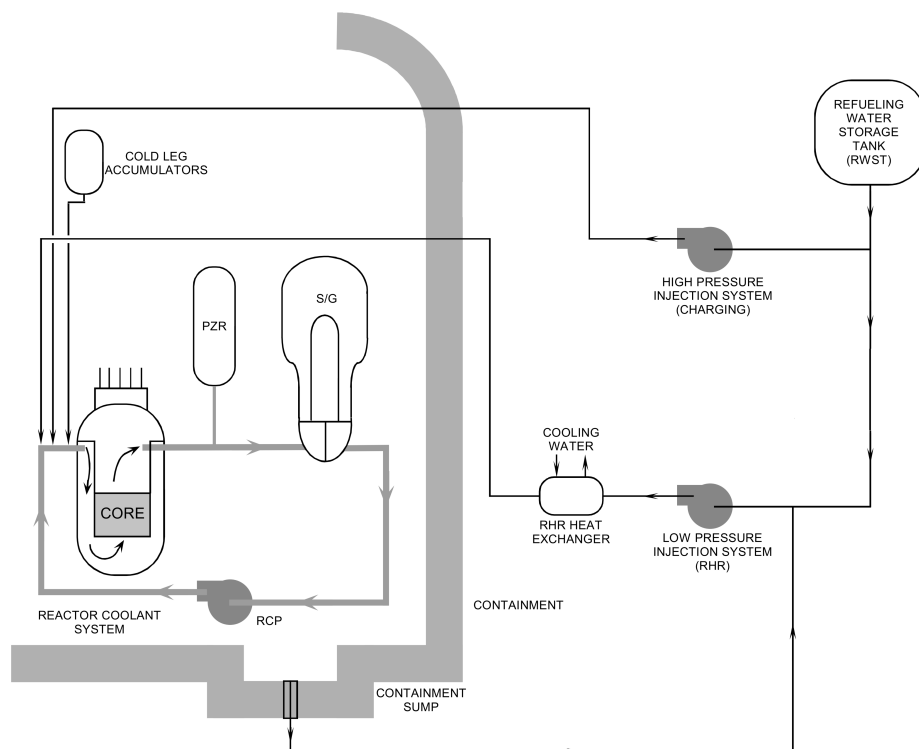 REFUELING
WATER
STORAGE
TANK
(RWST)
COLD LEG
ACCUMULATORS
HIGH PRESSURE
INJECTION SYSTEM
(CHARGING)
S/G
PZR
COOLING
WATER
CORE
RHR HEAT
EXCHANGER
LOW PRESSURE
INJECTION SYSTEM
(RHR)
REACTOR COOLANT
SYSTEM
RCP
CONTAINMENT
CONTAINMENT
SUMP